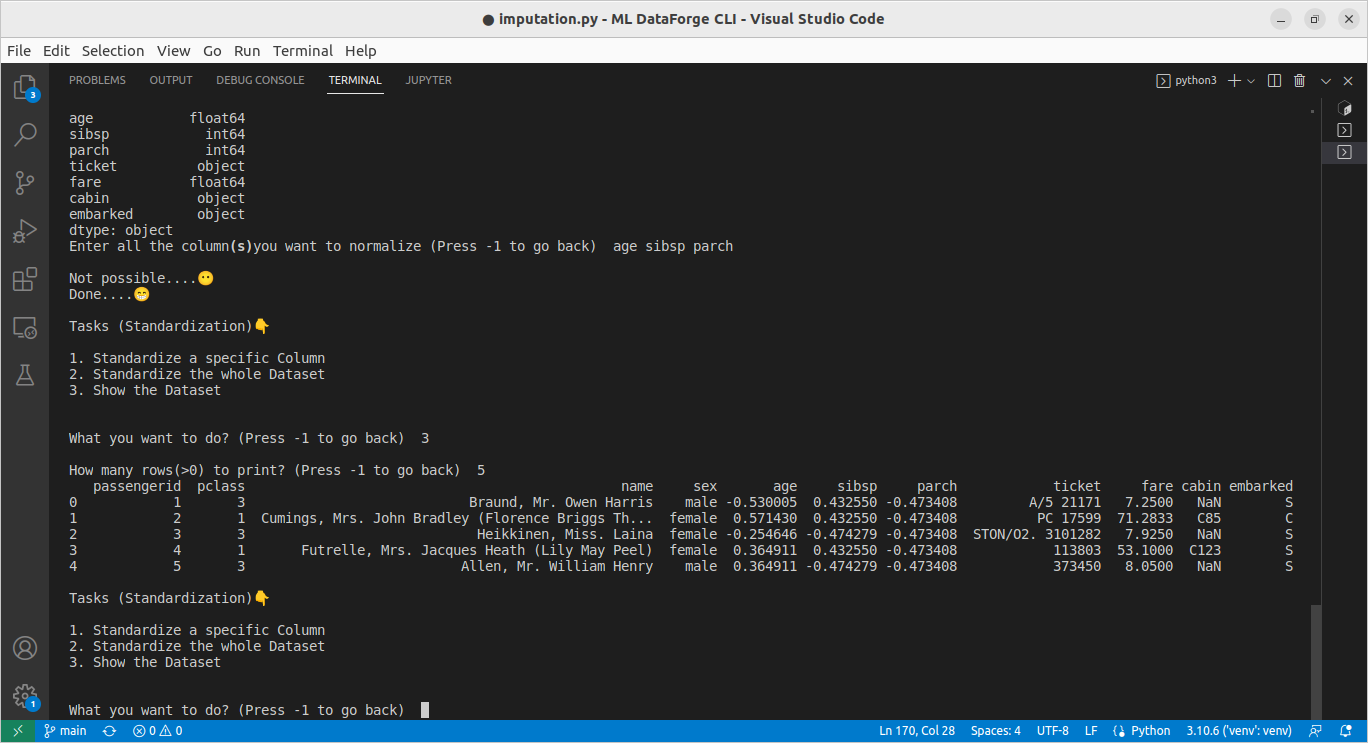 ● imputation.py - ML DataForge CLI - Visual Studio Code
File Edit Selection View Go Run Terminal Help
PROBLEMS OUTPUT DEBUG CONSOLE TERMINAL JUPYTER python3
3
age float64
sibsp int64
parch int64
ticket object
fare float64
cabin object
embarked object
dtype: object
Enter all the column(s)you want to normalize (Press -1 to go back) age sibsp parch
Not possible....😶
Done....😁
Tasks (Standardization)👇
1. Standardize a specific Column
2. Standardize the whole Dataset
3. Show the Dataset
What you want to do? (Press -1 to go back) 3
How many rows(>0) to print? (Press -1 to go back) 5
passengerid pclass name sex age sibsp parch ticket fare cabin embarked
0 1 3 Braund, Mr. Owen Harris male -0.530005 0.432550 -0.473408 A/5 21171 7.2500 NaN S
1 2 1 Cumings, Mrs. John Bradley (Florence Briggs Th... female 0.571430 0.432550 -0.473408 PC 17599 71.2833 C85 C
2 3 3 Heikkinen, Miss. Laina female -0.254646 -0.474279 -0.473408 STON/O2. 3101282 7.9250 NaN S
3 4 1 Futrelle, Mrs. Jacques Heath (Lily May Peel) female 0.364911 0.432550 -0.473408 113803 53.1000 C123 S
4 5 3 Allen, Mr. William Henry male 0.364911 -0.474279 -0.473408 373450 8.0500 NaN S
Tasks (Standardization)👇
1. Standardize a specific Column
2. Standardize the whole Dataset
3. Show the Dataset
What you want to do? (Press -1 to go back)
1
main 0 0 Ln 170, Col 28 Spaces: 4 UTF-8 LF Python 3.10.6 ('venv': venv)